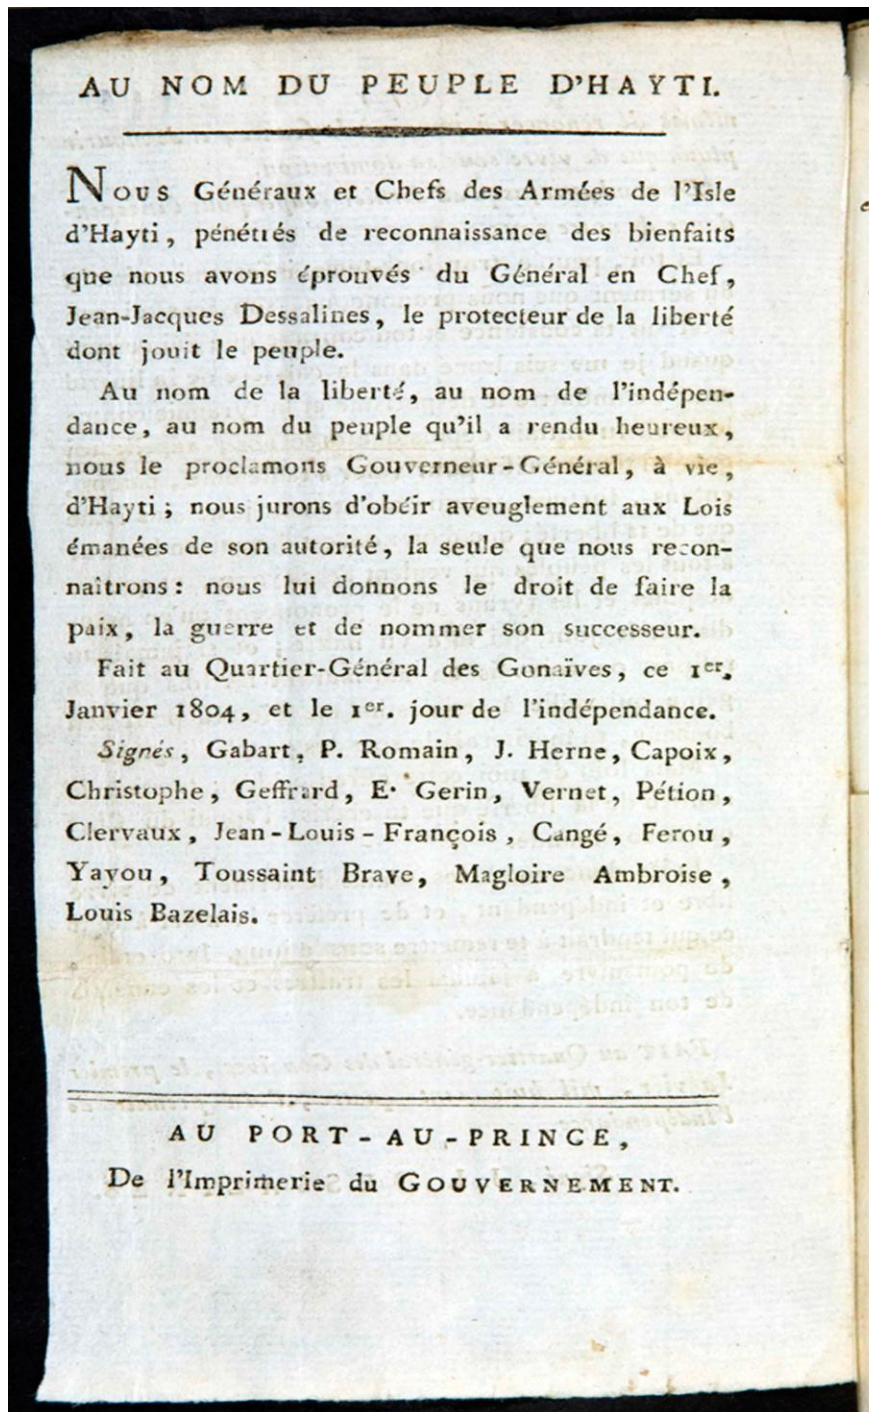 AU NOM DU PEUPLE D'HAYTI.
Nous Généraux et Chefs des Armées de l'Isle
d'Hayti, pénétrés de reconnaissance des bienfaits
que nous avons éprouvés du Général en Chef,
Jean-Jacques Dessalines, le protecteur de la liberté
dont jouit le peuple.
Au nom de la liberté, au nom de l'indépen-
dance, au nom du peuple qu'il a rendu heureux,
nous le proclamons Gouverneur-Général, à vie,
d'Hayti; nous jurons d'obéir aveuglement aux Lois
émanées de son autorité, la seule que nous recon-
naîtrons: nous lui donnons le droit de faire la
paix, la guerre et de nommer son successeur.
Fait au Quartier-Général des Gonaïves, ce 1er.
Janvier 1804, et le 1er. jour de l'indépendance.
Signés, Gabart, P. Romain, J. Herne, Capoix,
Christophe, Geffrard, E. Gerin, Vernet, Pétion,
Clervaux, Jean-Louis-François, Cangé, Ferou,
Yayou, Toussaint Brave, Magloire Ambroise,
Louis Bazelais.
AU PORT-AU-PRINCE,
De l'Imprimerie du GOUVERNEMENT.